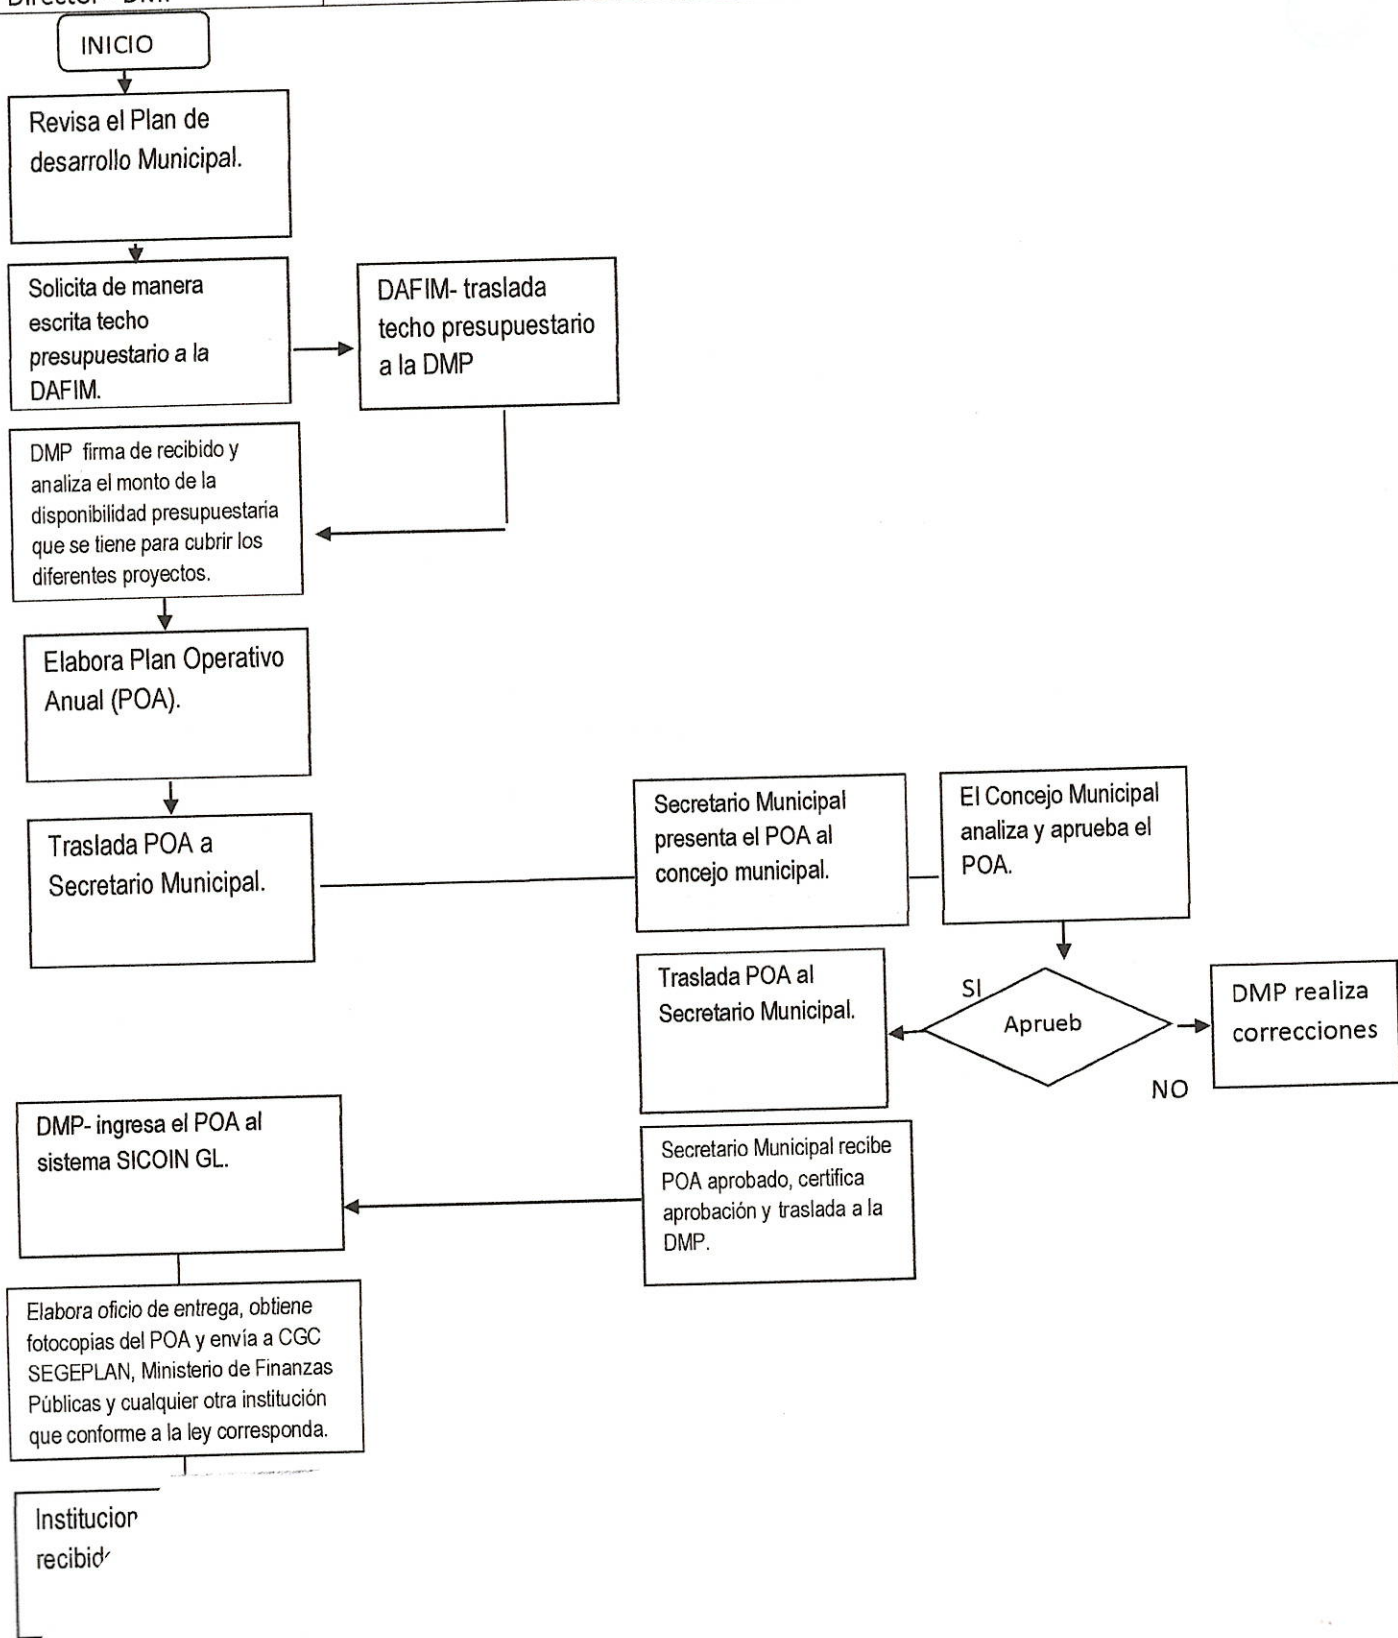 INICIO
Revisa el Plan de
desarrollo Municipal.
Solicita de manera
escrita techo
presupuestario a la
DAFIM.
DAFIM- traslada
techo presupuestario
a la DMP
DMP firma de recibido y
analiza el monto de la
disponibilidad presupuestaria
que se tiene para cubrir los
diferentes proyectos.
Elabora Plan Operativo
Anual (POA).
Traslada POA a
Secretario Municipal.
Secretario Municipal
presenta el POA al
concejo municipal.
El Concejo Municipal
analiza y aprueba el
POA.
SI
Aprueb
NO
DMP realiza
correcciones
Traslada POA al
Secretario Municipal.
Secretario Municipal recibe
POA aprobado, certifica
aprobación y traslada a la
DMP.
DMP- ingresa el POA al
sistema SICOIN GL.
Elabora oficio de entrega, obtiene
fotocopias del POA y envía a CGC
SEGEPLAN, Ministerio de Finanzas
Públicas y cualquier otra institución
que conforme a la ley corresponda.
Institucion
recibid